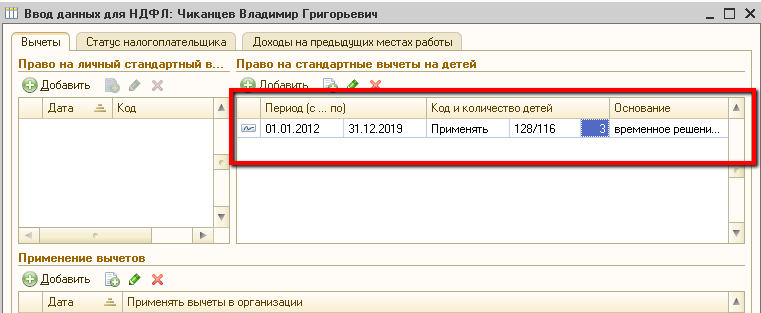 Ввод данных для НДФЛ: Чиканцев Владимир Григорьевич
Вычеты
Статус налогоплательщика
Доходы на предыдущих местах работы
Право на личный стандартный в...
Право на стандартные вычеты на детей
Добавить
Добавить
Дата Код
Период (с ... по) Код и количество детей Основание
01.01.2012 31.12.2019 Применять 128/116 3 временное решени...
Применение вычетов
Добавить
Дата Применять вычеты в организации